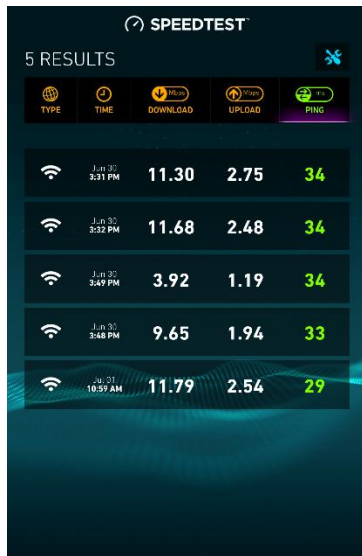 SPEEDTEST
5 RESULTS
Mbps Mbps ms
TYPE TIME DOWNLOAD UPLOAD PING
Jun 30
3:31 PM 11.30 2.75 34
Jun 30
3:32 PM 11.68 2.48 34
Jun 30
3:49 PM 3.92 1.19 34
Jun 30
3:48 PM 9.65 1.94 33
Jul 01
10:59 AM 11.79 2.54 29